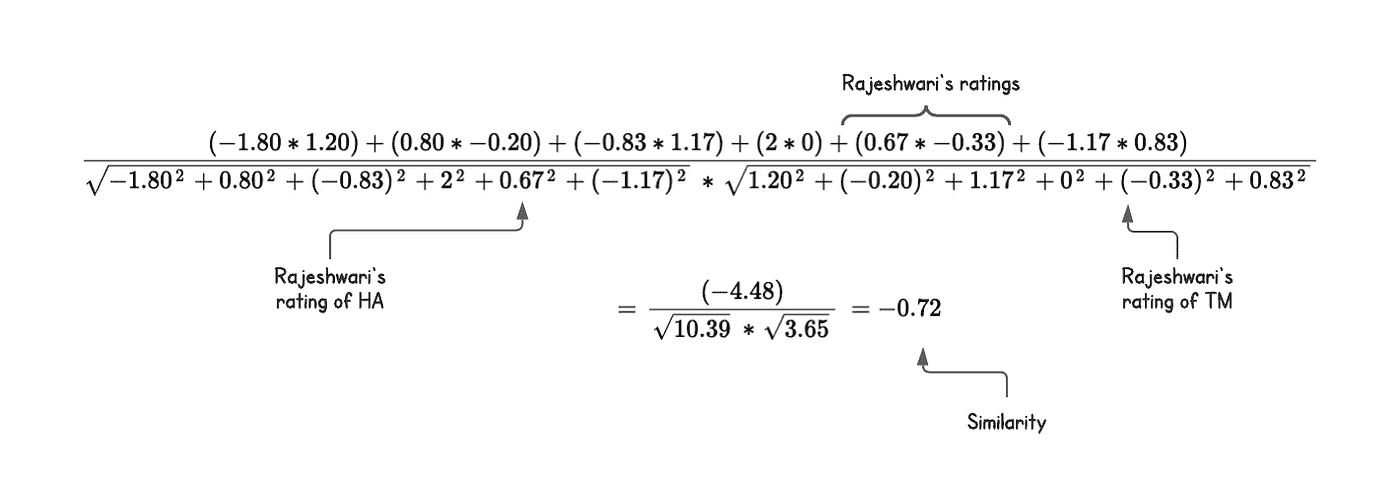 Rajeshwari's ratings
(−1.80 * 1.20) + (0.80 * −0.20) + (−0.83 * 1.17) + (2 * 0) + (0.67 * −0.33) + (−1.17 * 0.83)
√−1.80² + 0.80² + (−0.83)² + 2² + 0.67² + (−1.17)² * √1.20² + (−0.20)² + 1.17² + 0² + (−0.33)² + 0.83²
Rajeshwari's
rating of HA
Rajeshwari's
rating of TM
(−4.48)
= = −0.72
√10.39 * √3.65
Similarity